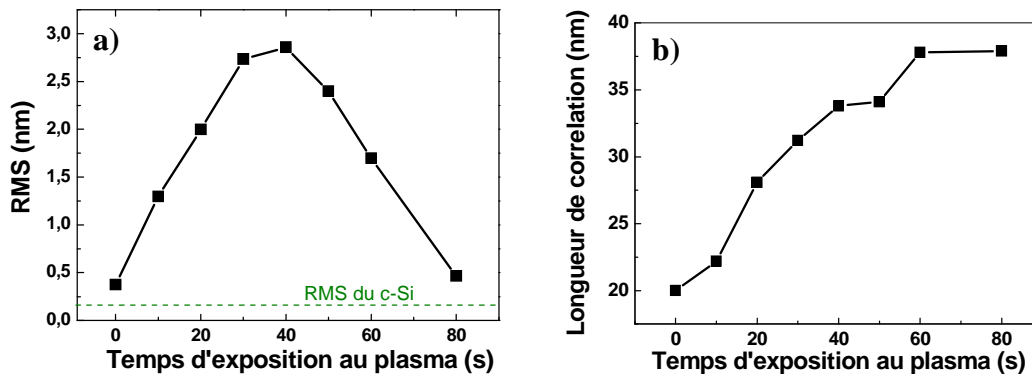 a)
RMS (nm)
3,0
2,5
2,0
1,5
1,0
0,5
0,0
RMS du c-Si
0 20 40 60 80
Temps d'exposition au plasma (s)
b)
Longueur de correlation (nm)
40
35
30
25
20
0 20 40 60 80
Temps d'exposition au plasma (s)